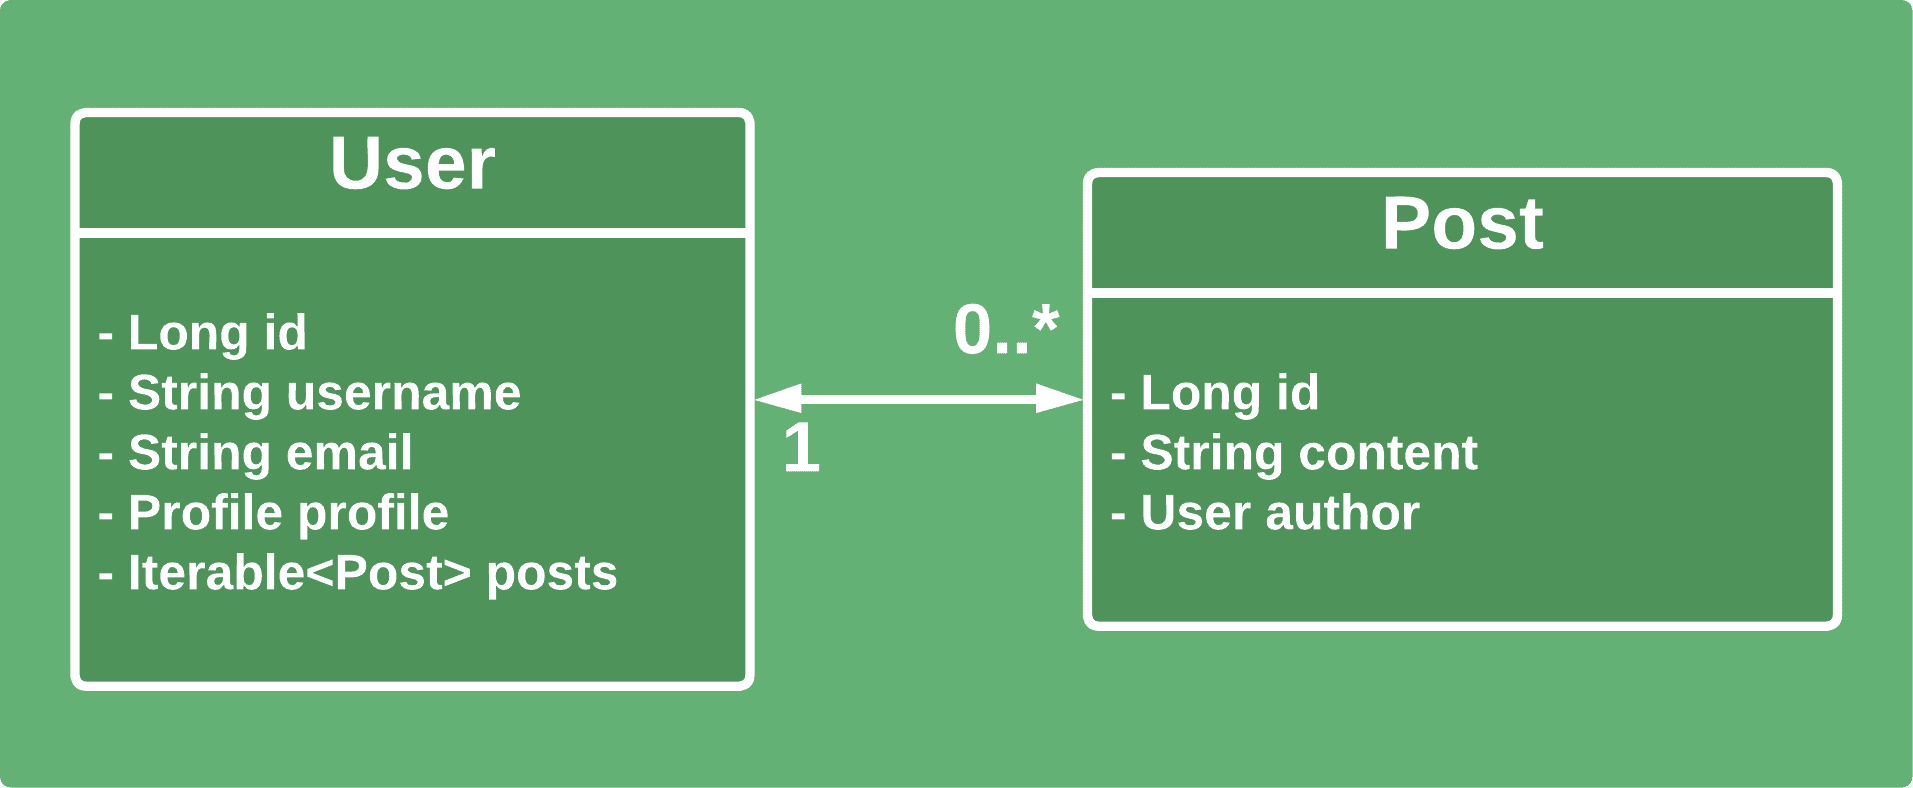 User
- Long id
- String username
- String email
- Profile profile
- Iterable<Post> posts
0..*
1
Post
- Long id
- String content
- User author